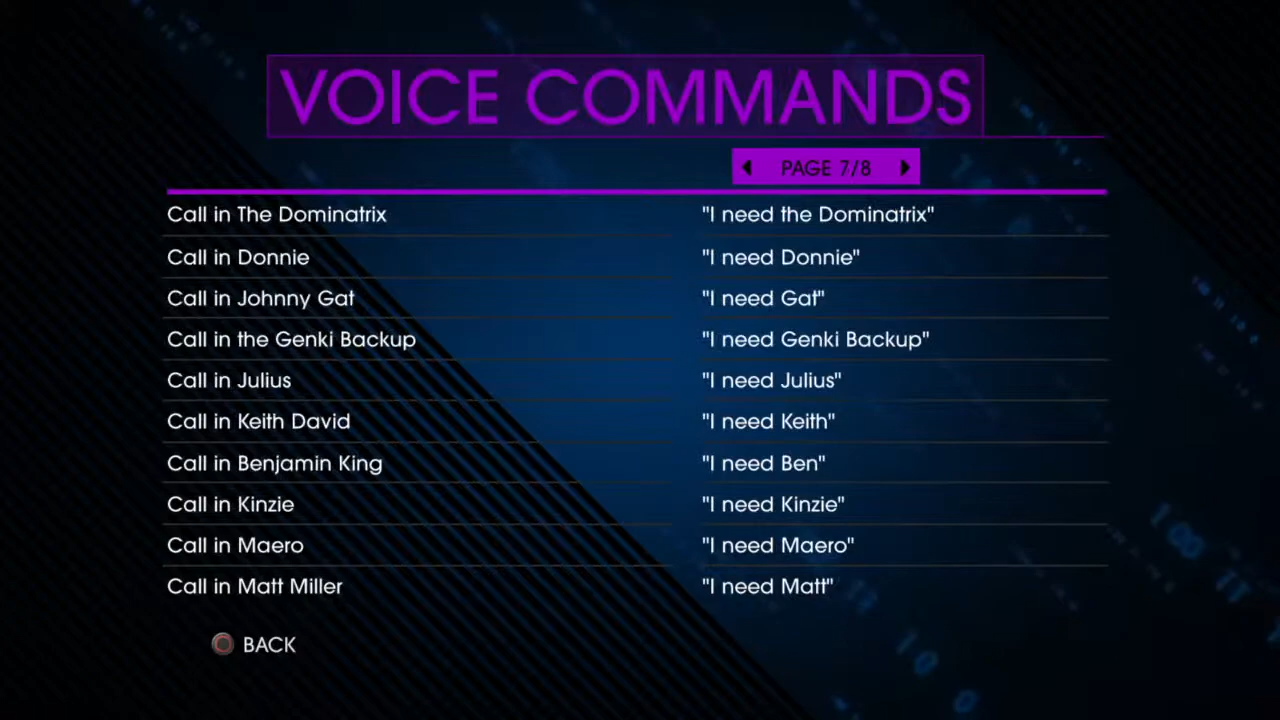 VOICE COMMANDS
PAGE 7/8
Call in The Dominatrix "I need the Dominatrix"
Call in Donnie "I need Donnie"
Call in Johnny Gat "I need Gat"
Call in the Genki Backup "I need Genki Backup"
Call in Julius "I need Julius"
Call in Keith David "I need Keith"
Call in Benjamin King "I need Ben"
Call in Kinzie "I need Kinzie"
Call in Maero "I need Maero"
Call in Matt Miller "I need Matt"
BACK